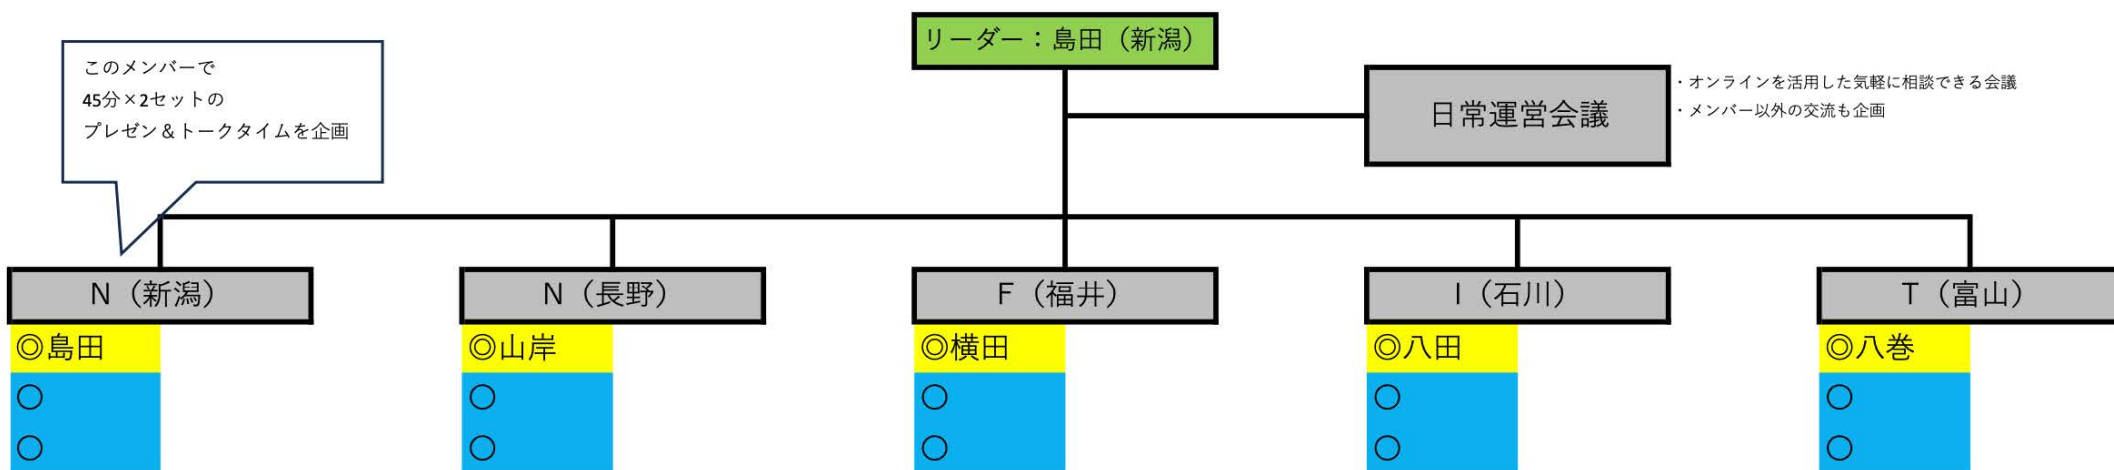 リーダー：島田（新潟）
このメンバーで
45分×2セットの
プレゼン＆トークタイムを企画
日常運営会議
・オンラインを活用した気軽に相談できる会議
・メンバー以外の交流も企画
N（新潟）
N（長野）
F（福井）
I（石川）
T（富山）
◎島田
◎山岸
◎横田
◎八田
◎八巻
○
○
○
○
○
○
○
○
○
○